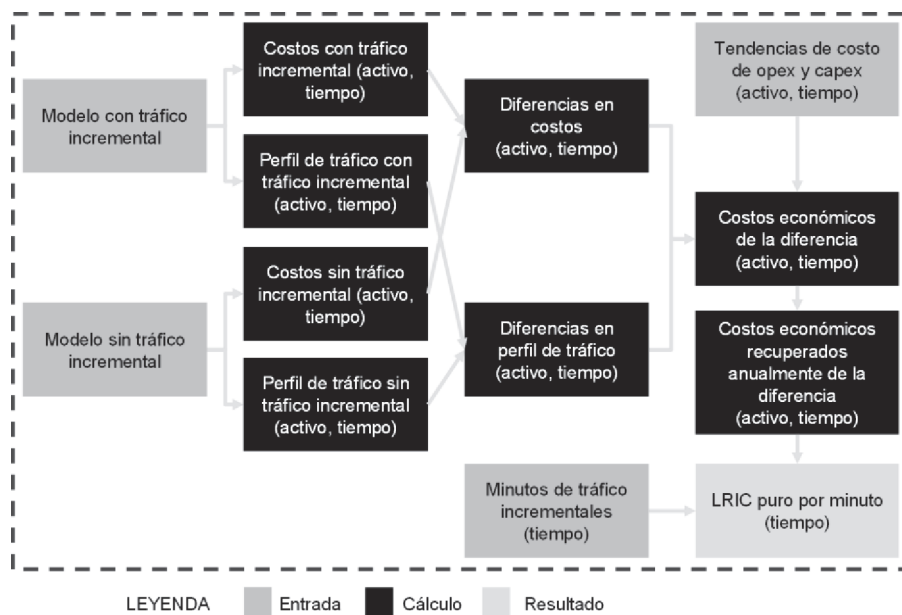 Modelo con tráfico
incremental
Modelo sin tráfico
incremental
Costos con tráfico
incremental (activo,
tiempo)
Perfil de tráfico con
tráfico incremental
(activo, tiempo)
Costos sin tráfico
incremental (activo,
tiempo)
Perfil de tráfico sin
tráfico incremental
(activo, tiempo)
Diferencias en
costos
(activo, tiempo)
Diferencias en
perfil de tráfico
(activo, tiempo)
Minutos de tráfico
incrementales
(tiempo)
Tendencias de costo
de opex y capex
(activo, tiempo)
Costos económicos
de la diferencia
(activo, tiempo)
Costos económicos
recuperados
anualmente de la
diferencia
(activo, tiempo)
LRIC puro por minuto
(tiempo)
LEYENDA
Entrada
Cálculo
Resultado